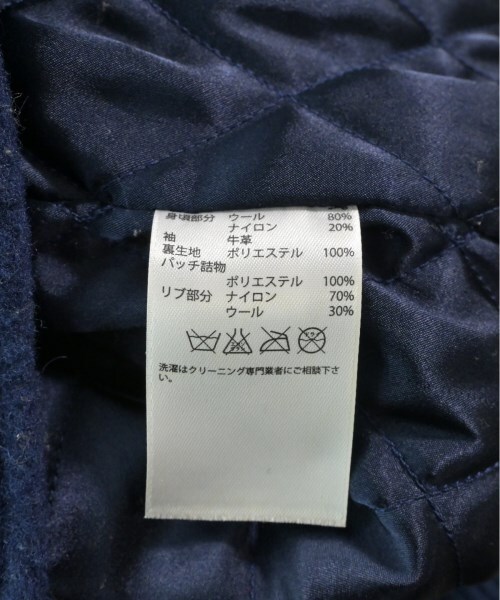 身頃部分 ウール 80%
ナイロン 20%
袖 牛革
裏生地 ポリエステル 100%
パッチ詰物
ポリエステル 100%
リブ部分 ナイロン 70%
ウール 30%
洗濯はクリーニング専門業者にご相談下さ
い。